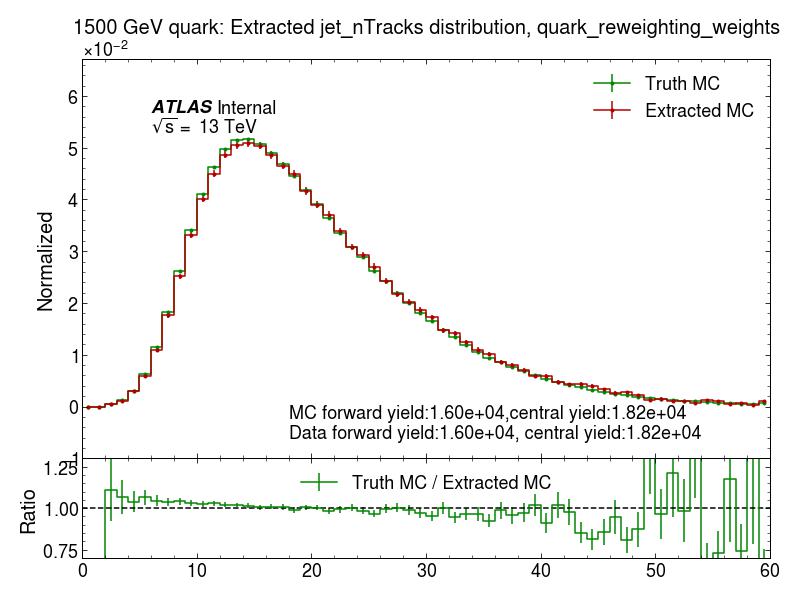 1500 GeV quark: Extracted jet_nTracks distribution, quark_reweighting_weights
×10⁻²
ATLAS Internal
√s = 13 TeV
Truth MC
Extracted MC
6
5
4
3
2
1
0
Normalized
MC forward yield:1.60e+04,central yield:1.82e+04
Data forward yield:1.60e+04, central yield:1.82e+04
1
1.25
1.00
0.75
Ratio
Truth MC / Extracted MC
0 10 20 30 40 50 60